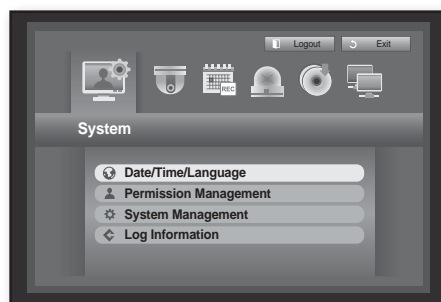 Logout Exit
REC
System
Date/Time/Language
Permission Management
System Management
Log Information